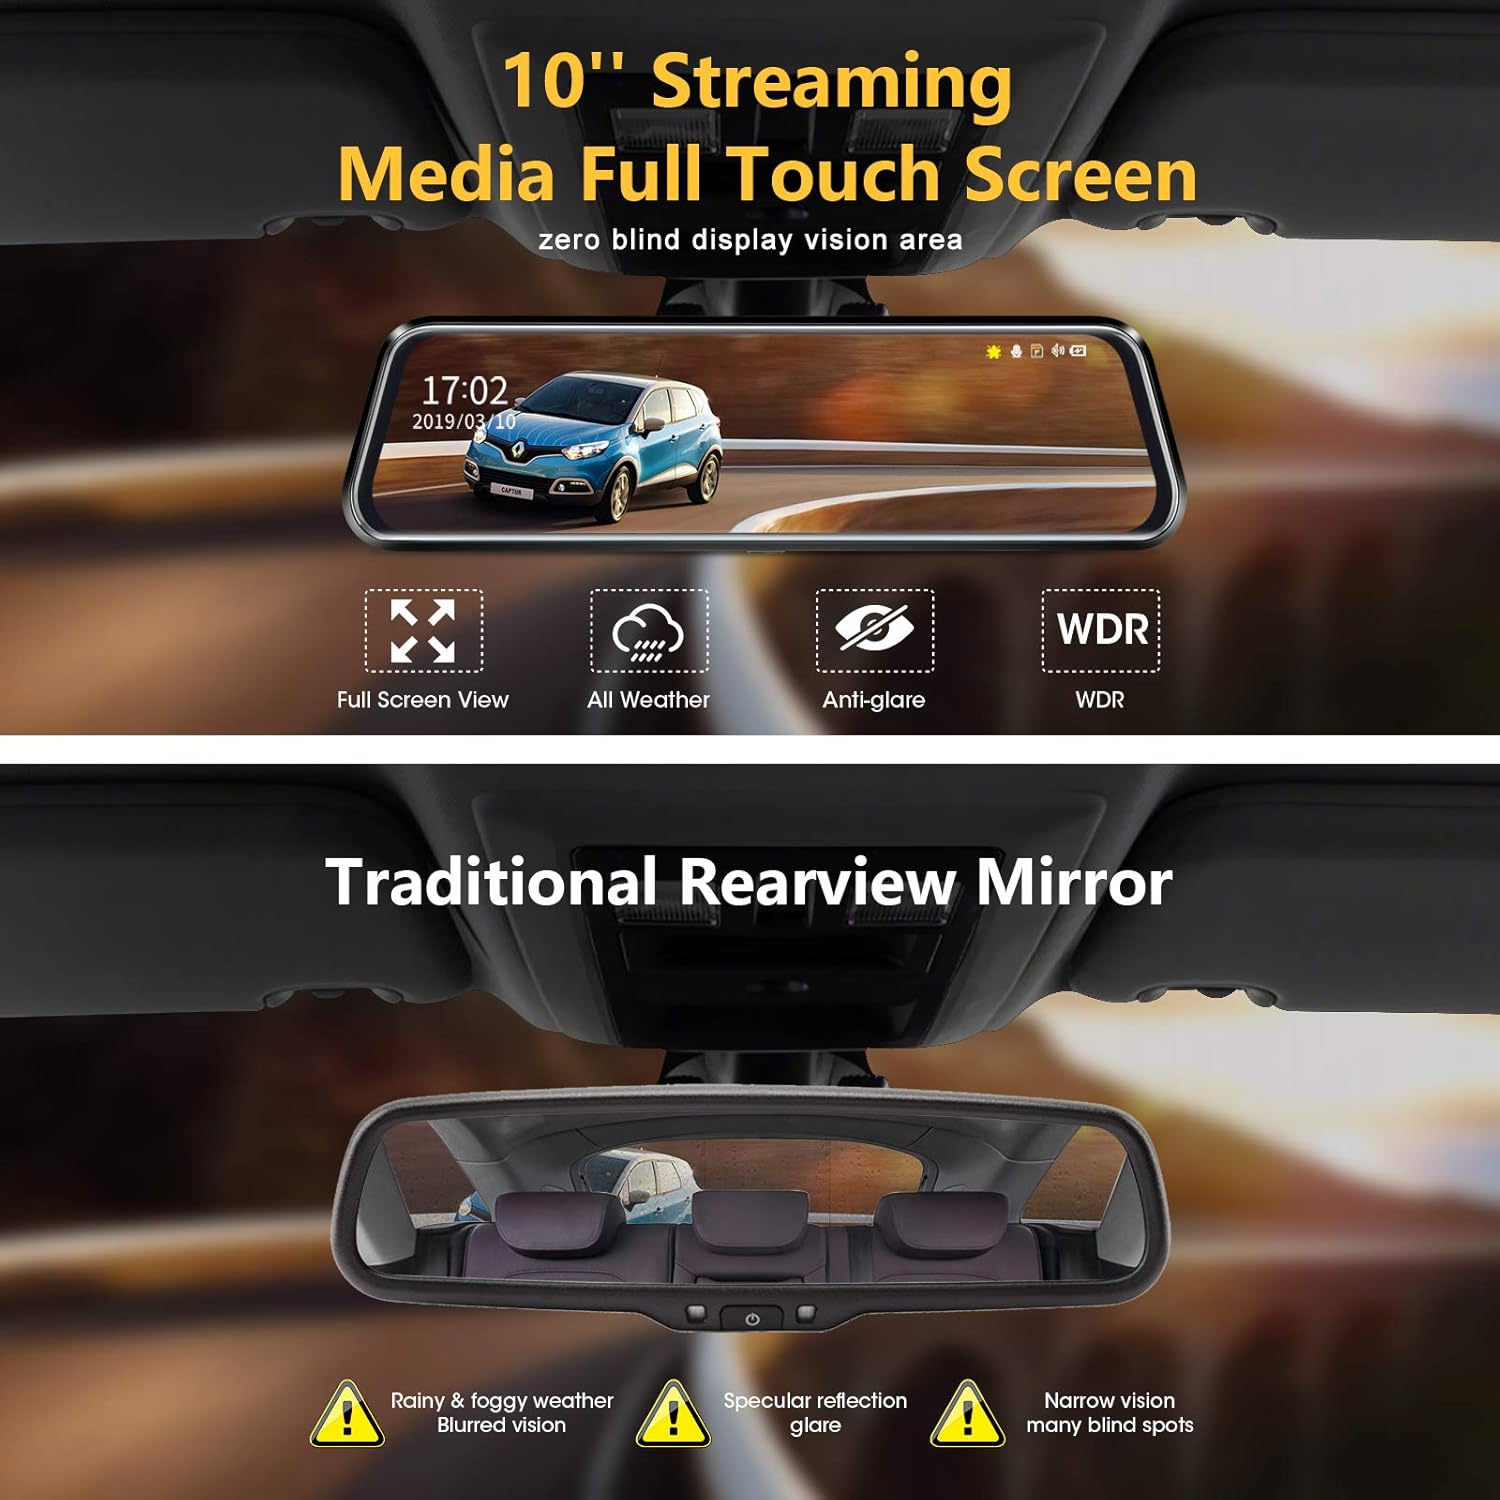 10'' Streaming
Media Full Touch Screen
zero blind display vision area
17:02
2019/03/10
CAPTUR
WDR
Full Screen View
All Weather
Anti-glare
WDR
Traditional Rearview Mirror
Rainy & foggy weather
Blurred vision
Specular reflection
glare
Narrow vision
many blind spots